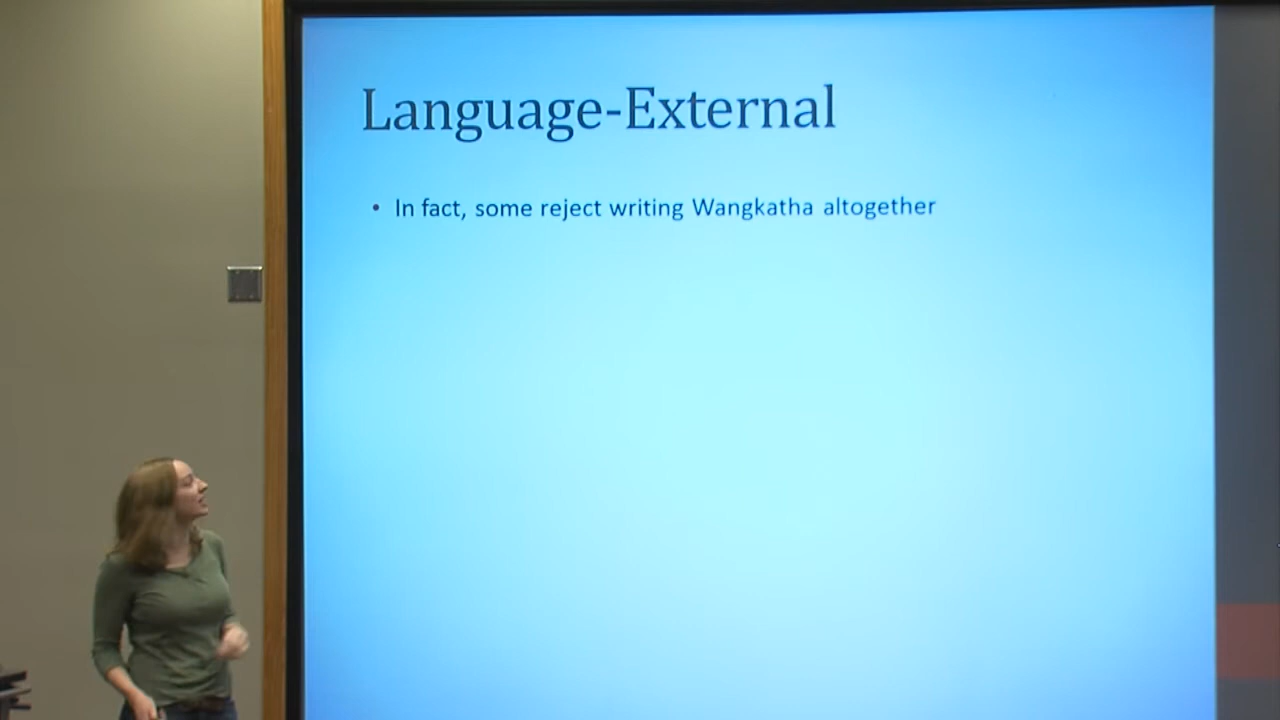 Language-External
• In fact, some reject writing Wangkatha altogether